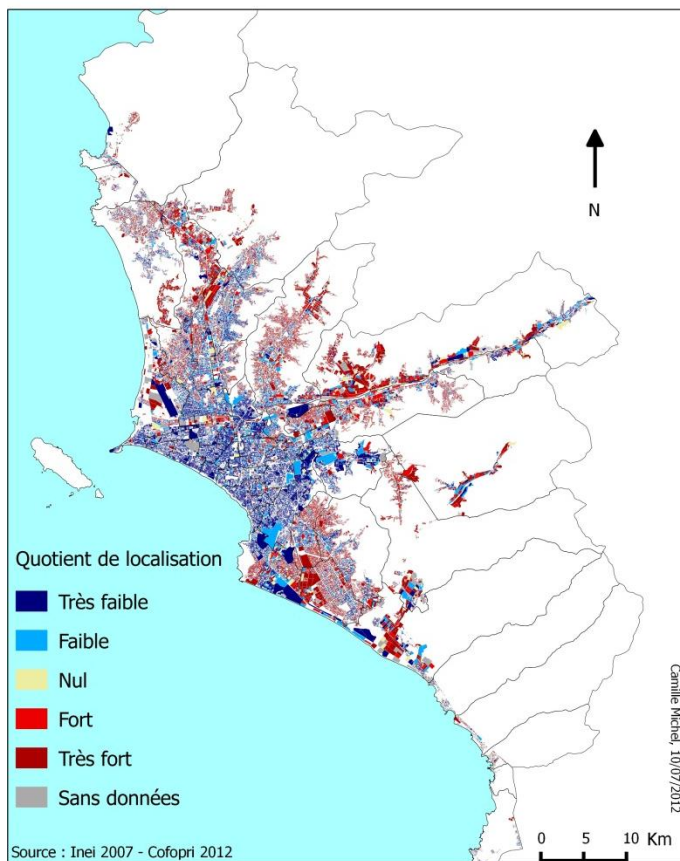 N
Quotient de localisation
Très faible
Faible
Nul
Fort
Très fort
Sans données
Source : Inei 2007 - Cofopri 2012
0 5 10 Km
Camille Michel, 10/07/2012